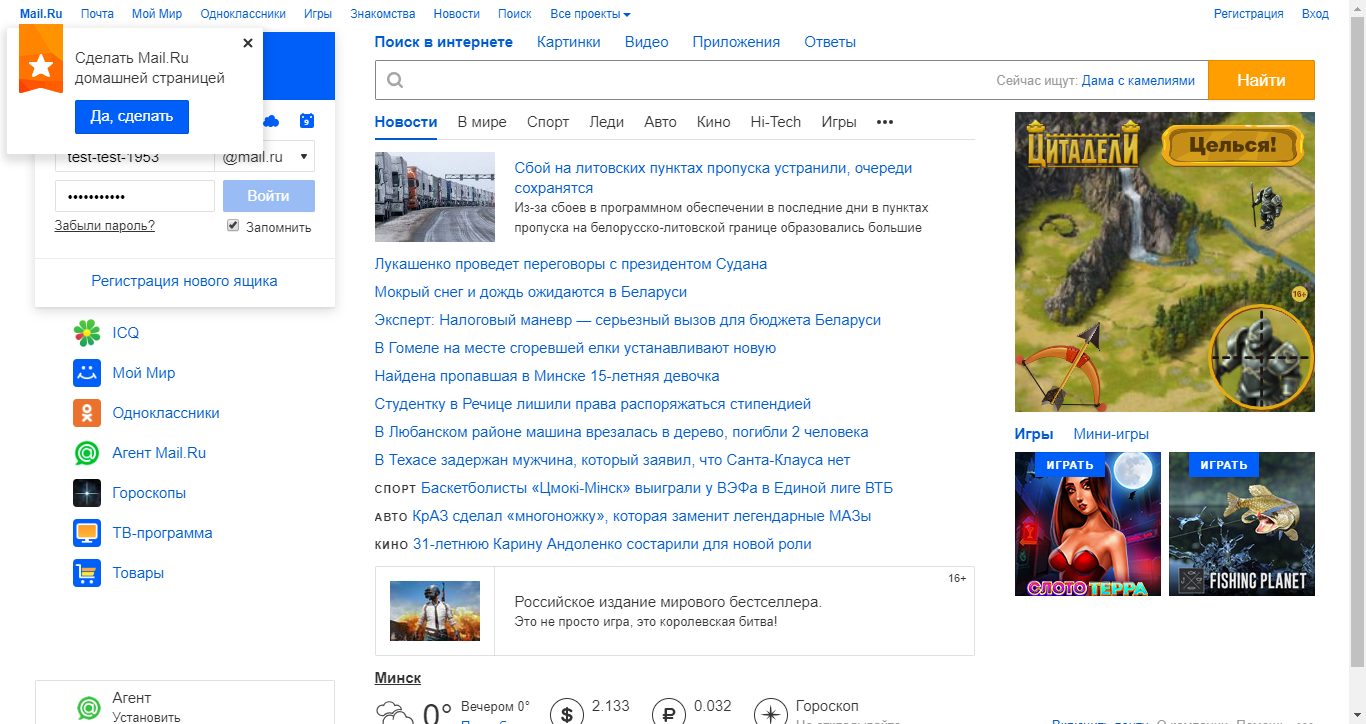 Mail.Ru Почта Мой Мир Одноклассники Игры Знакомства Новости Поиск Все проекты Регистрация Вход
Сделать Mail.Ru
домашней страницей
Да, сделать
9
test-test-1953 @mail.ru
Войти
Забыли пароль? Запомнить
Регистрация нового ящика
ICQ
Мой Мир
Одноклассники
Агент Mail.Ru
Гороскопы
ТВ-программа
Товары
Агент
Установить
Поиск в интернете Картинки Видео Приложения Ответы
Сейчас ищут: Дама с камелиями Найти
Новости В мире Спорт Леди Авто Кино Hi-Tech Игры •••
Сбой на литовских пунктах пропуска устранили, очереди
сохранятся
Из-за сбоев в программном обеспечении в последние дни в пунктах
пропуска на белорусско-литовской границе образовались большие
Лукашенко проведет переговоры с президентом Судана
Мокрый снег и дождь ожидаются в Беларуси
Эксперт: Налоговый маневр — серьезный вызов для бюджета Беларуси
В Гомеле на месте сгоревшей елки устанавливают новую
Найдена пропавшая в Минске 15-летняя девочка
Студентку в Речице лишили права распоряжаться стипендией
В Любанском районе машина врезалась в дерево, погибли 2 человека
В Техасе задержан мужчина, который заявил, что Санта-Клауса нет
СПОРТ Баскетболисты «Цмокі-Мінск» выиграли у ВЭФа в Единой лиге ВТБ
АВТО КрАЗ сделал «многоножку», которая заменит легендарные МАЗы
КИНО 31-летнюю Карину Андоленко состарили для новой роли
16+
Российское издание мирового бестселлера.
Это не просто игра, это королевская битва!
Минск
0° Вечером 0° $ 2.133 ₽ 0.032 Гороскоп
ЦИТАДЕЛИ Целься!
16+
Игры Мини-игры
ИГРАТЬ ИГРАТЬ
СЛОТОТЕРРА FISHING PLANET